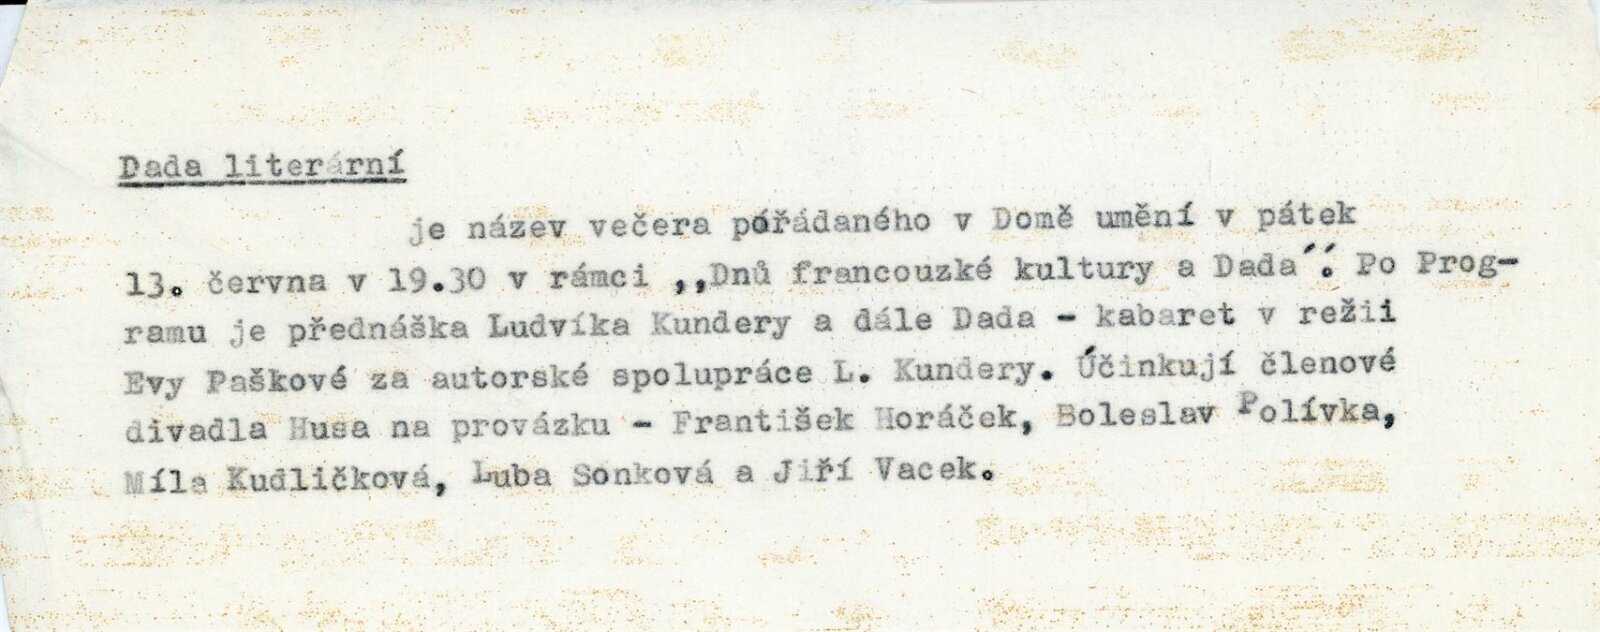 Dada literární
je název večera pořádaného v Domě umění v pátek
13. června v 19.30 v rámci ,,Dnů francouzké kultury a Dada´´. Po Prog-
ramu je přednáška Ludvíka Kundery a dále Dada - kabaret v režii
Evy Paškové za autorské spolupráce L. Kundery. Účinkují členové
divadla Husa na provázku - František Horáček, Boleslav Polívka,
Míla Kudličková, Luba Sonková a Jiří Vacek.